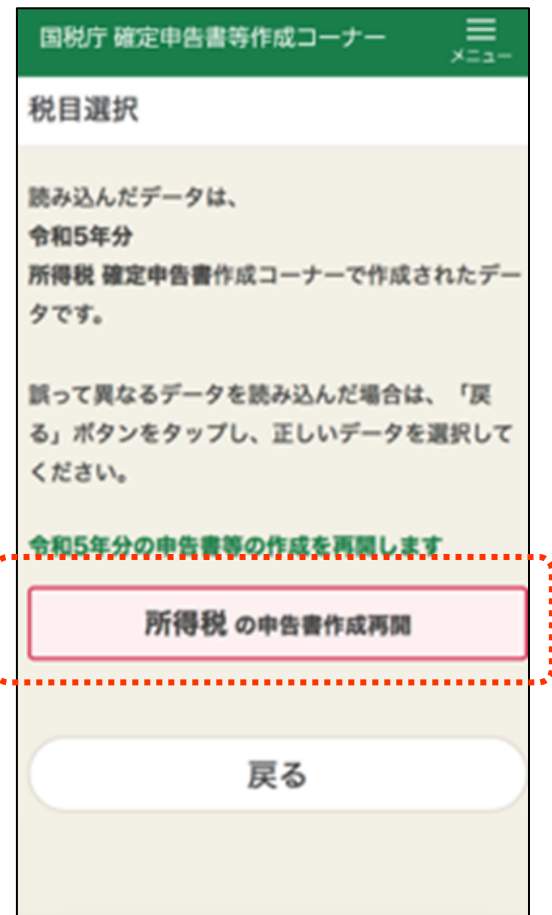 国税庁 確定申告書等作成コーナー
メニュー
税目選択
読み込んだデータは、
令和5年分
所得税 確定申告書作成コーナーで作成されたデー
タです。
誤って異なるデータを読み込んだ場合は、「戻
る」ボタンをタップし、正しいデータを選択して
ください。
令和5年分の申告書等の作成を再開します
所得税 の申告書作成再開
戻る